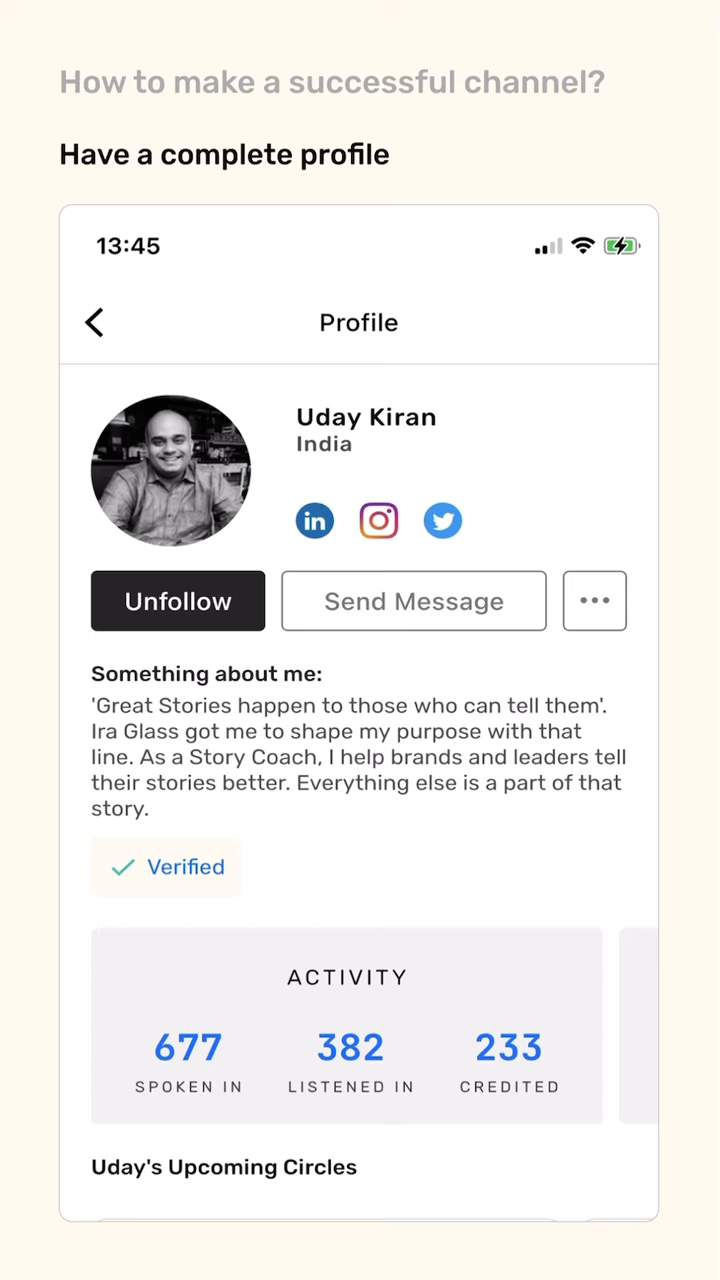 How to make a successful channel?
Have a complete profile
13:45
Profile
Uday Kiran
India
in
Unfollow
Send Message
Something about me:
'Great Stories happen to those who can tell them'.
Ira Glass got me to shape my purpose with that
line. As a Story Coach, I help brands and leaders tell
their stories better. Everything else is a part of that
story.
Verified
ACTIVITY
677 382 233
SPOKEN IN LISTENED IN CREDITED
Uday's Upcoming Circles